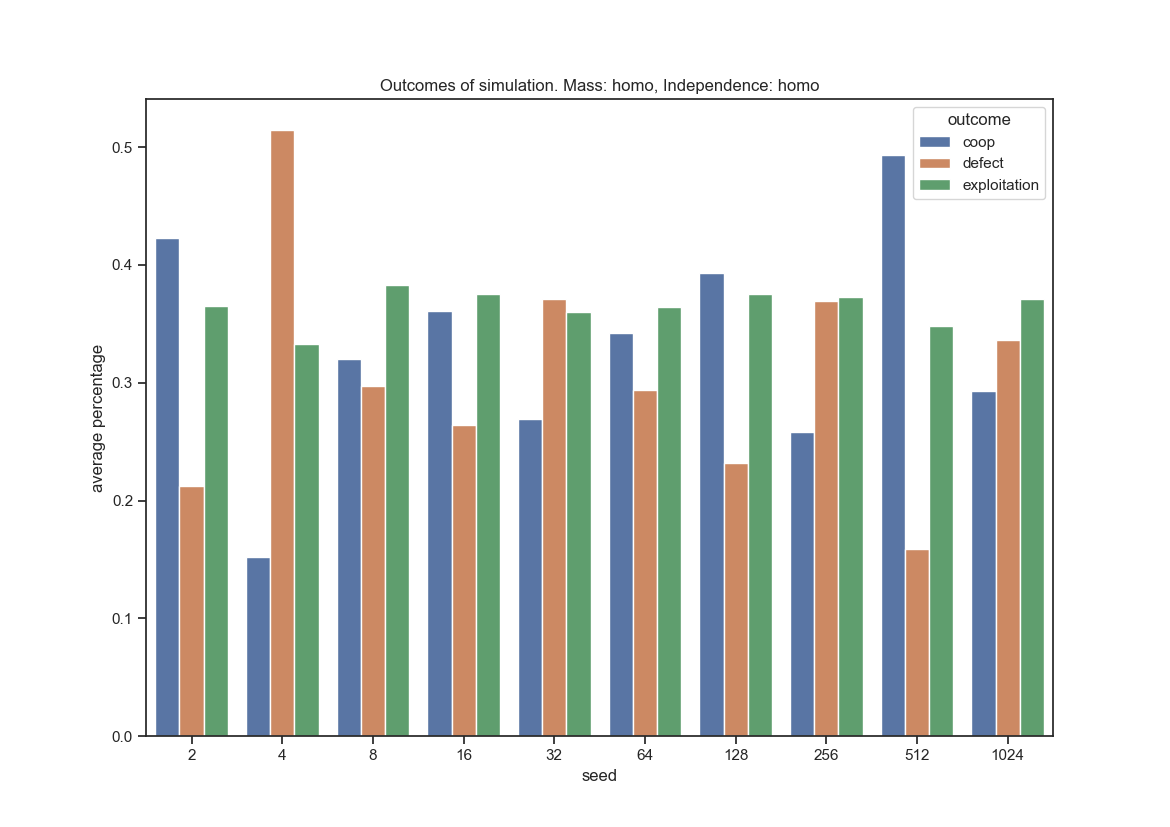 Outcomes of simulation. Mass: homo, Independence: homo
outcome
coop
defect
exploitation
average percentage
0.5
0.4
0.3
0.2
0.1
0.0
2 4 8 16 32 64 128 256 512 1024
seed